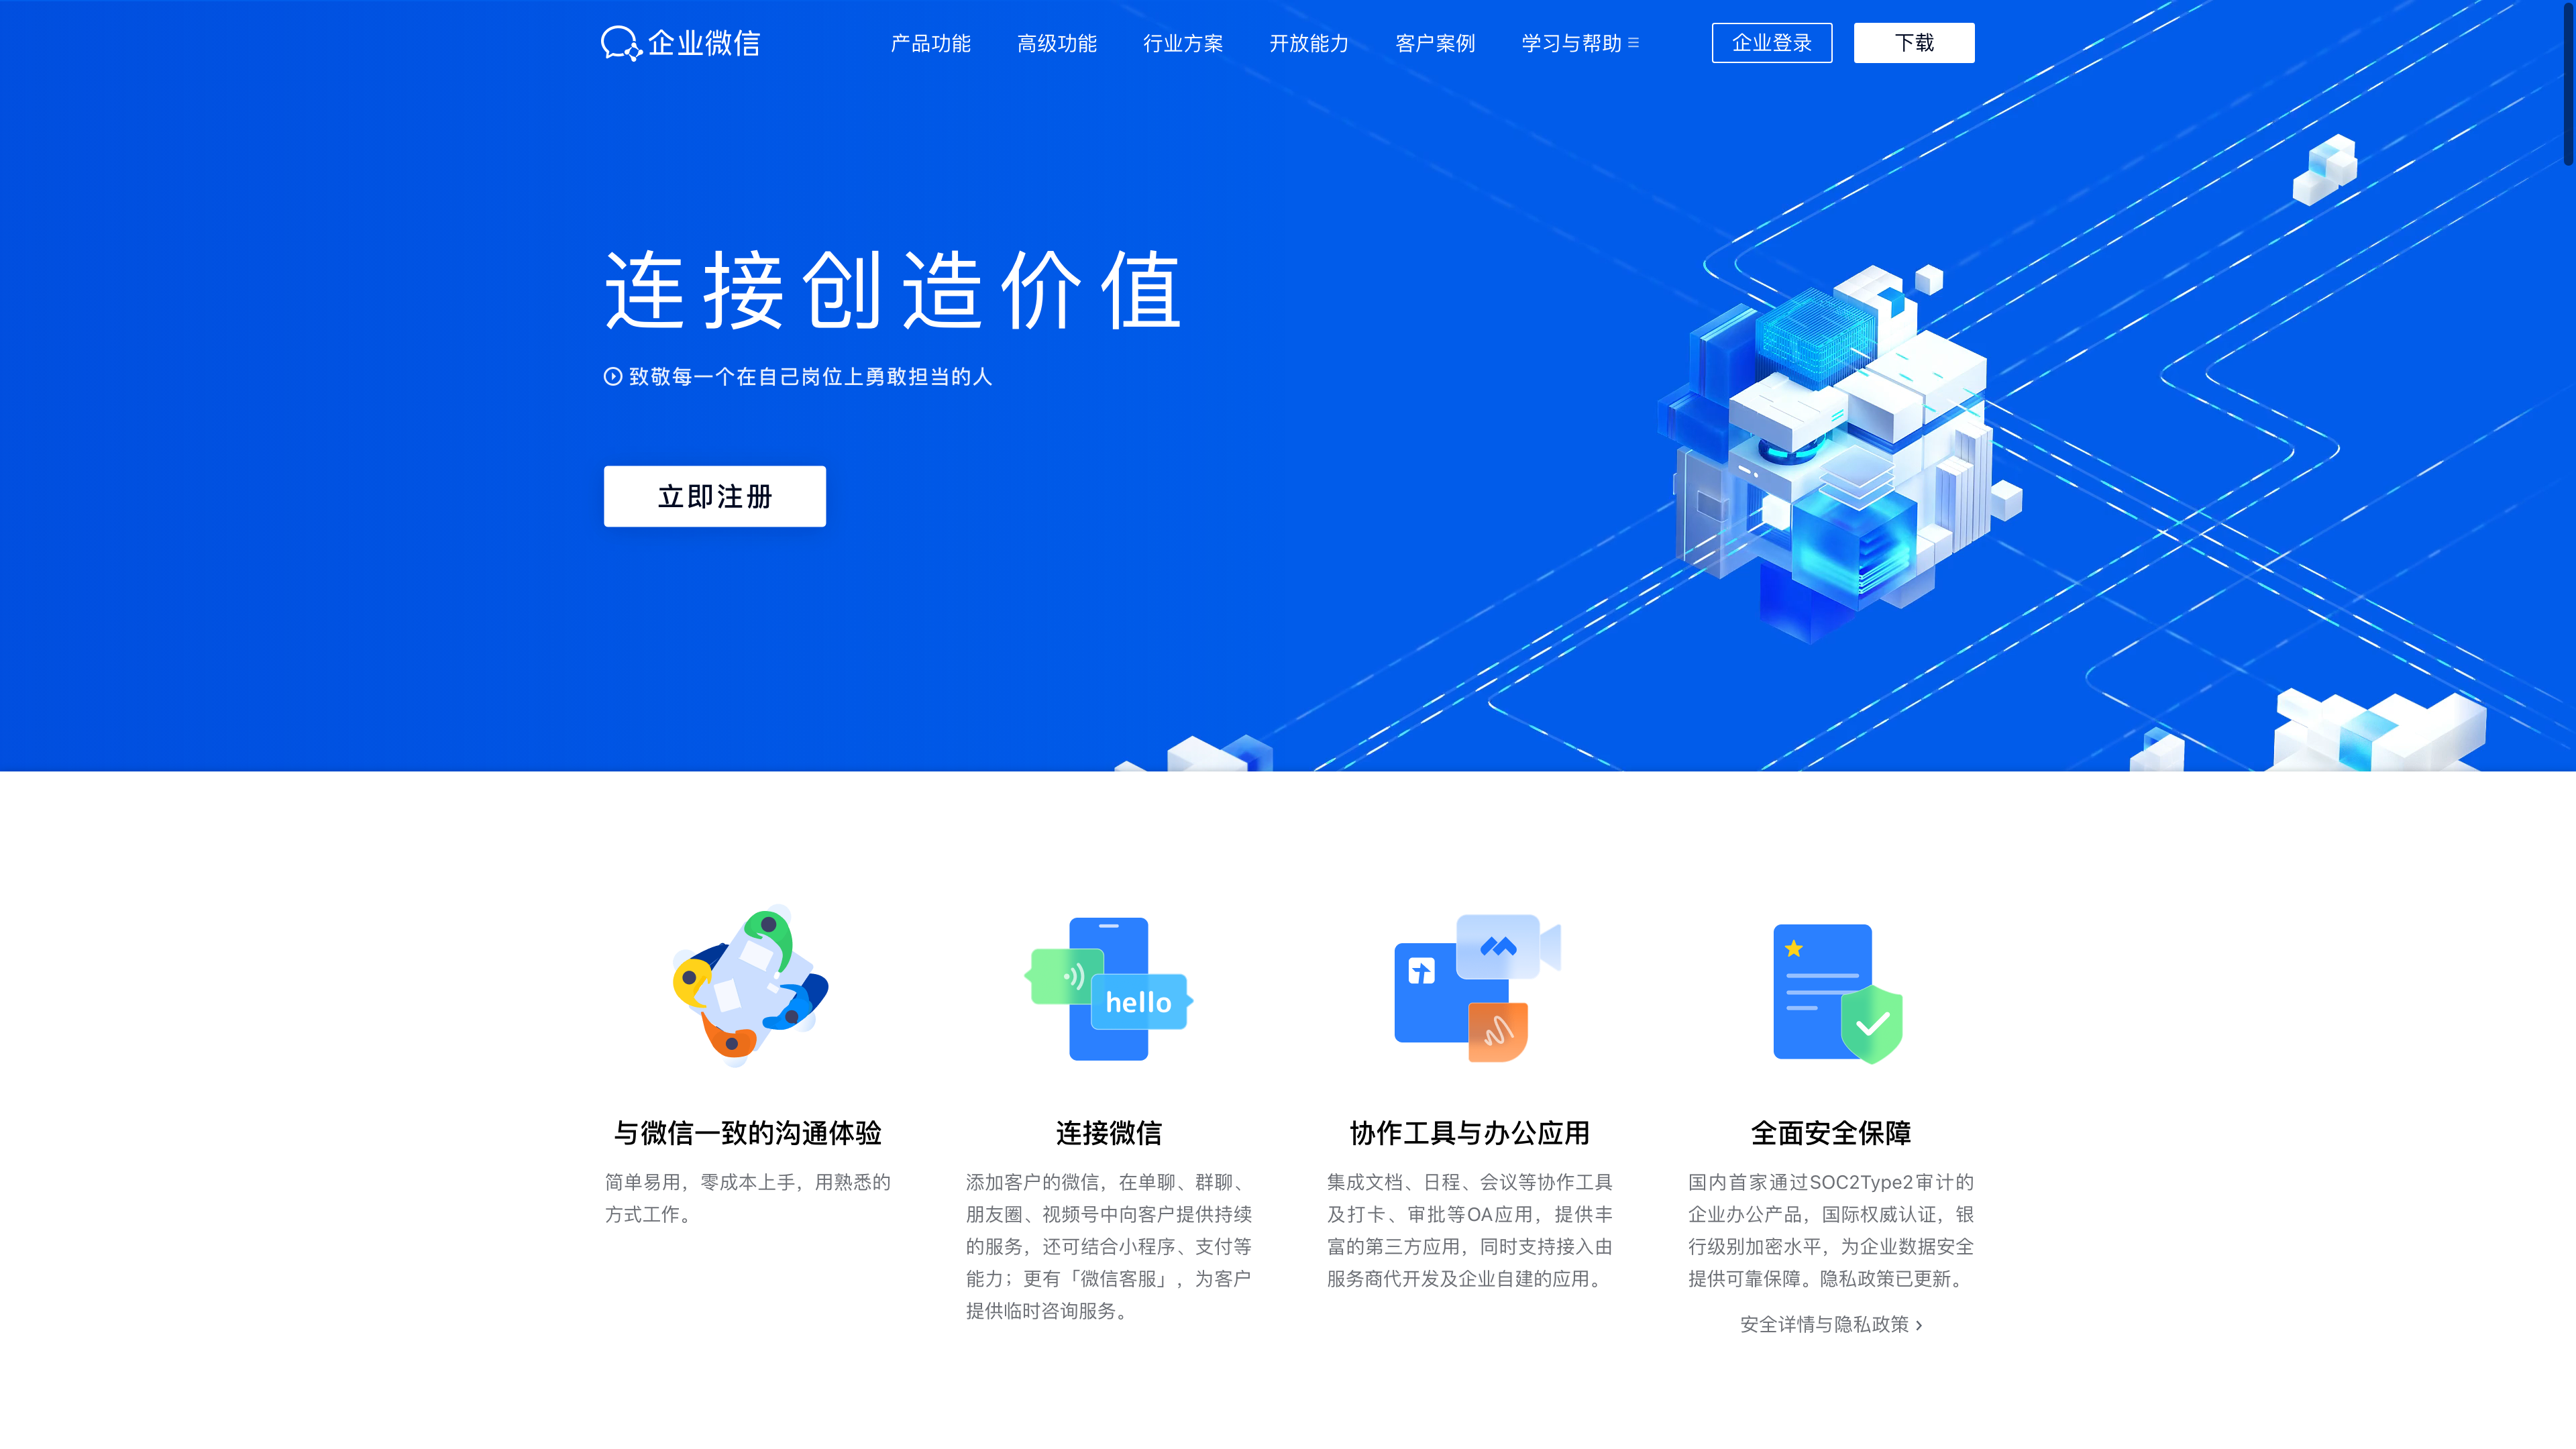 企业微信
产品功能 高级功能 行业方案 开放能力 客户案例 学习与帮助 企业登录 下载
连接创造价值
致敬每一个在自己岗位上勇敢担当的人
立即注册
hello
与微信一致的沟通体验
简单易用，零成本上手，用熟悉的
方式工作。
连接微信
添加客户的微信，在单聊、群聊、
朋友圈、视频号中向客户提供持续
的服务，还可结合小程序、支付等
能力；更有「微信客服」，为客户
提供临时咨询服务。
协作工具与办公应用
集成文档、日程、会议等协作工具
及打卡、审批等OA应用，提供丰
富的第三方应用，同时支持接入由
服务商代开发及企业自建的应用。
全面安全保障
国内首家通过SOC2Type2审计的
企业办公产品，国际权威认证，银
行级别加密水平，为企业数据安全
提供可靠保障。隐私政策已更新。
安全详情与隐私政策 ›